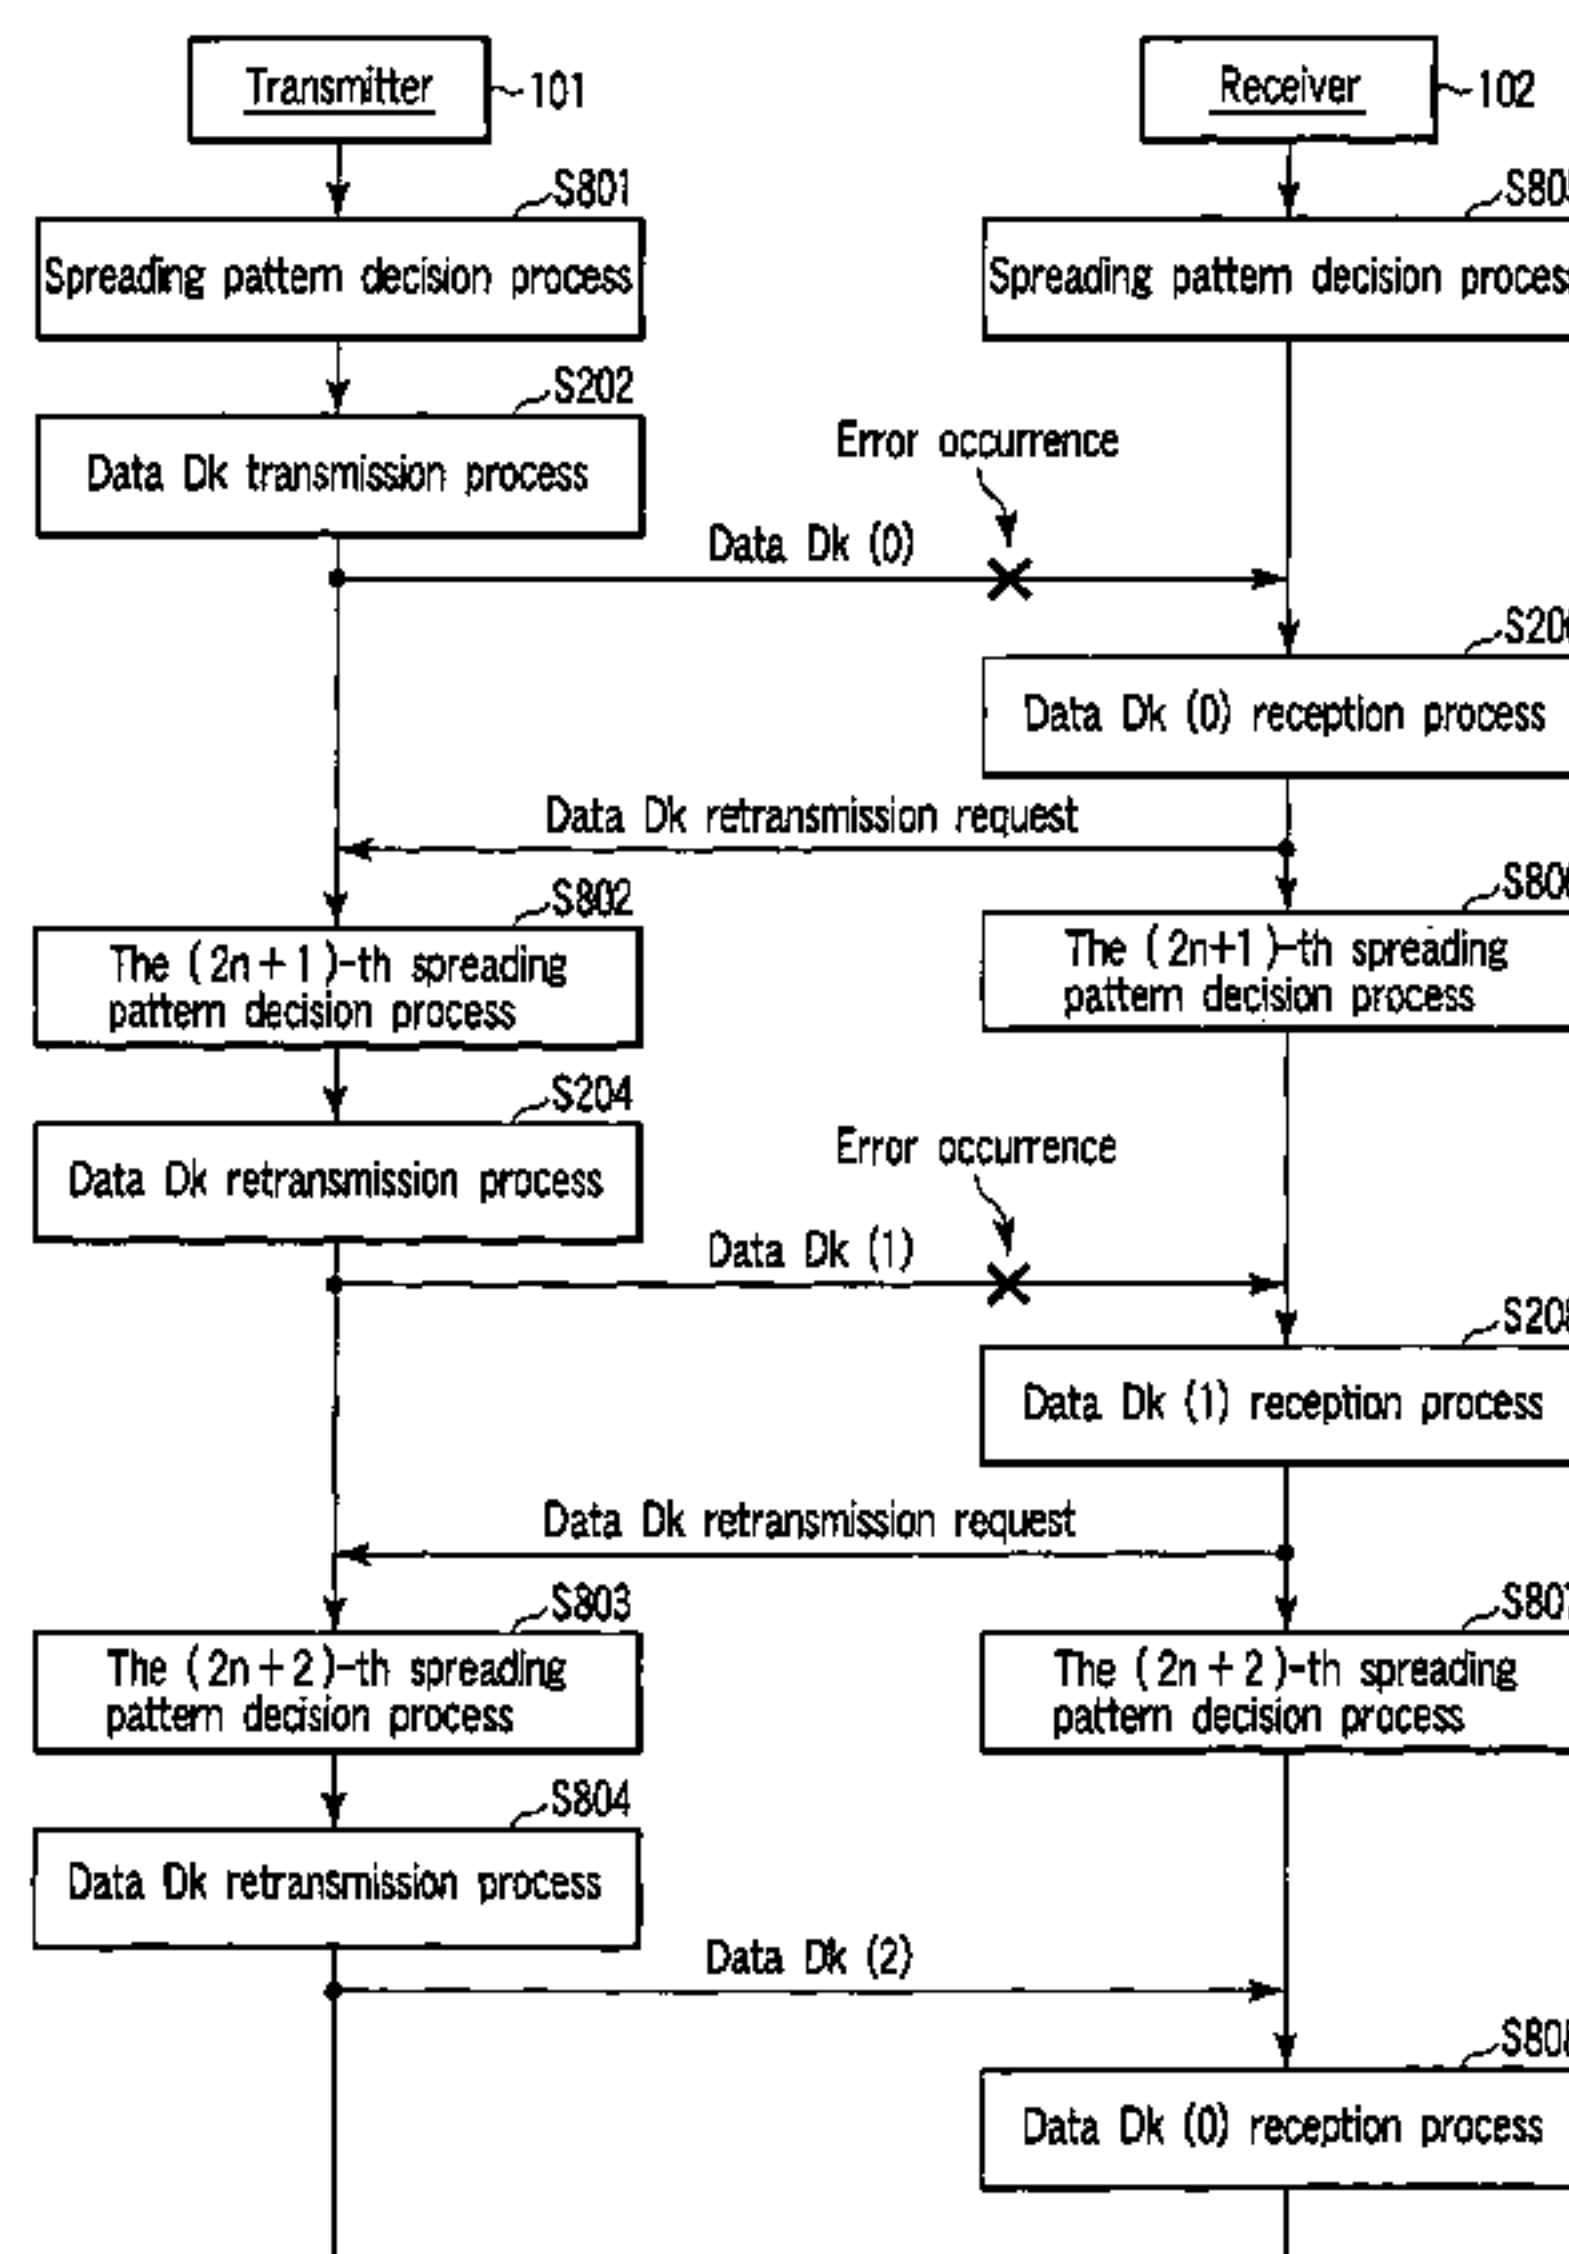 Transmitter
101
Receiver
102
S801
Spreading pattern decision process
Spreading pattern decision process
S202
Data Dk transmission process
Error occurrence
Data Dk (0)
Data Dk (0) reception process
Data Dk retransmission request
S802
The (2n+1)-th spreading
pattern decision process
The (2n+1)-th spreading
pattern decision process
S204
Data Dk retransmission process
Error occurrence
Data Dk (1)
Data Dk (1) reception process
Data Dk retransmission request
S803
The (2n+2)-th spreading
pattern decision process
The (2n+2)-th spreading
pattern decision process
S804
Data Dk retransmission process
Data Dk (2)
Data Dk (0) reception process